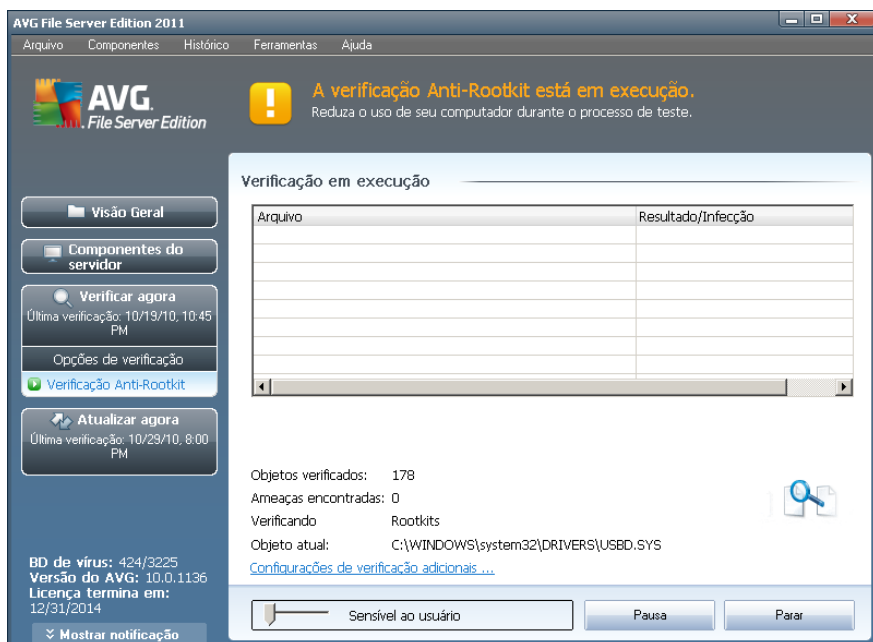 AVG File Server Edition 2011
Arquivo Componentes Histórico Ferramentas Ajuda
AVG.
File Server Edition
A verificação Anti-Rootkit está em execução.
Reduza o uso de seu computador durante o processo de teste.
Visão Geral
Componentes do
servidor
Verificar agora
Última verificação: 10/19/10, 10:45
PM
Opções de verificação
Verificação Anti-Rootkit
Atualizar agora
Última verificação: 10/29/10, 8:00
PM
BD de vírus: 424/3225
Versão do AVG: 10.0.1136
Licença termina em:
12/31/2014
Mostrar notificação
Verificação em execução
Arquivo Resultado/Infecção
Objetos verificados: 178
Ameaças encontradas: 0
Verificando Rootkits
Objeto atual: C:\WINDOWS\system32\DRIVERS\USBD.SYS
Configurações de verificação adicionais ...
Sensível ao usuário Pausa Parar